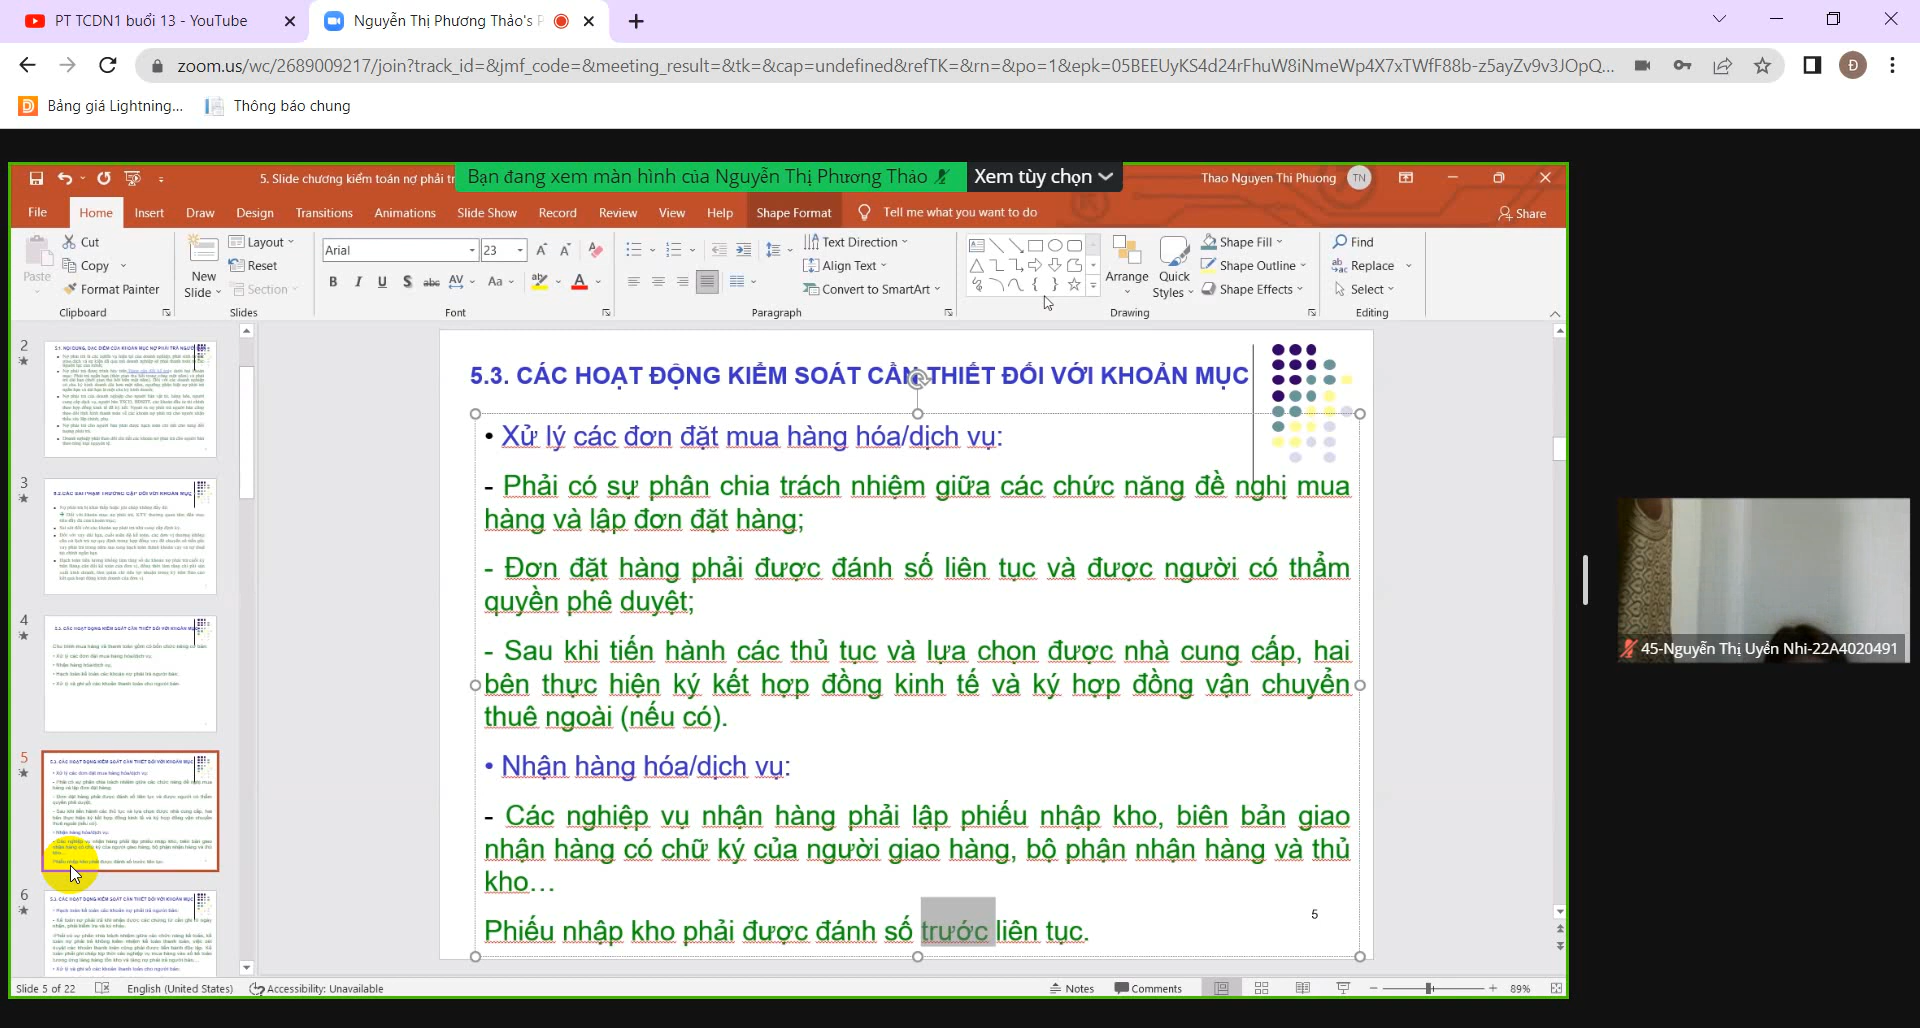 PT TCDN1 buổi 13 - YouTube
Nguyễn Thị Phương Thảo's P
zoom.us/wc/2689009217/join?track_id=&jmf_code=&meeting_result=&tk=&cap=undefined&refTK=&rn=&po=1&epk=05BEEUyKS4d24rFhuW8iNmeWp4X7xTWfF88b-z5ayZv9v3JOpQ...
Đ
Bảng giá Lightning...
Thông báo chung
5. Slide chương kiểm toán nợ phải tr
Bạn đang xem màn hình của Nguyễn Thị Phương Thảo
Xem tùy chọn
Thao Nguyen Thi Phuong
TN
File Home Insert Draw Design Transitions Animations Slide Show Record Review View Help Shape Format Tell me what you want to do
Share
Cut
Copy
Format Painter
Paste
Clipboard
New Slide
Layout
Reset
Section
Slides
Arial
23
Font
Text Direction
Align Text
Convert to SmartArt
Paragraph
Arrange
Quick Styles
Shape Fill
Shape Outline
Shape Effects
Drawing
Find
Replace
Select
Editing
2
3
4
5
6
5.3. CÁC HOẠT ĐỘNG KIỂM SOÁT CẦN THIẾT ĐỐI VỚI KHOẢN MỤC
• Xử lý các đơn đặt mua hàng hóa/dịch vụ:
- Phải có sự phân chia trách nhiệm giữa các chức năng đề nghị mua
hàng và lập đơn đặt hàng;
- Đơn đặt hàng phải được đánh số liên tục và được người có thẩm
quyền phê duyệt;
- Sau khi tiến hành các thủ tục và lựa chọn được nhà cung cấp, hai
bên thực hiện ký kết hợp đồng kinh tế và ký hợp đồng vận chuyển
thuê ngoài (nếu có).
• Nhận hàng hóa/dịch vụ:
- Các nghiệp vụ nhận hàng phải lập phiếu nhập kho, biên bản giao
nhận hàng có chữ ký của người giao hàng, bộ phận nhận hàng và thủ
kho…
Phiếu nhập kho phải được đánh số trước liên tục.
5
45-Nguyễn Thị Uyển Nhi-22A4020491
Slide 5 of 22
English (United States)
Accessibility: Unavailable
Notes
Comments
89%